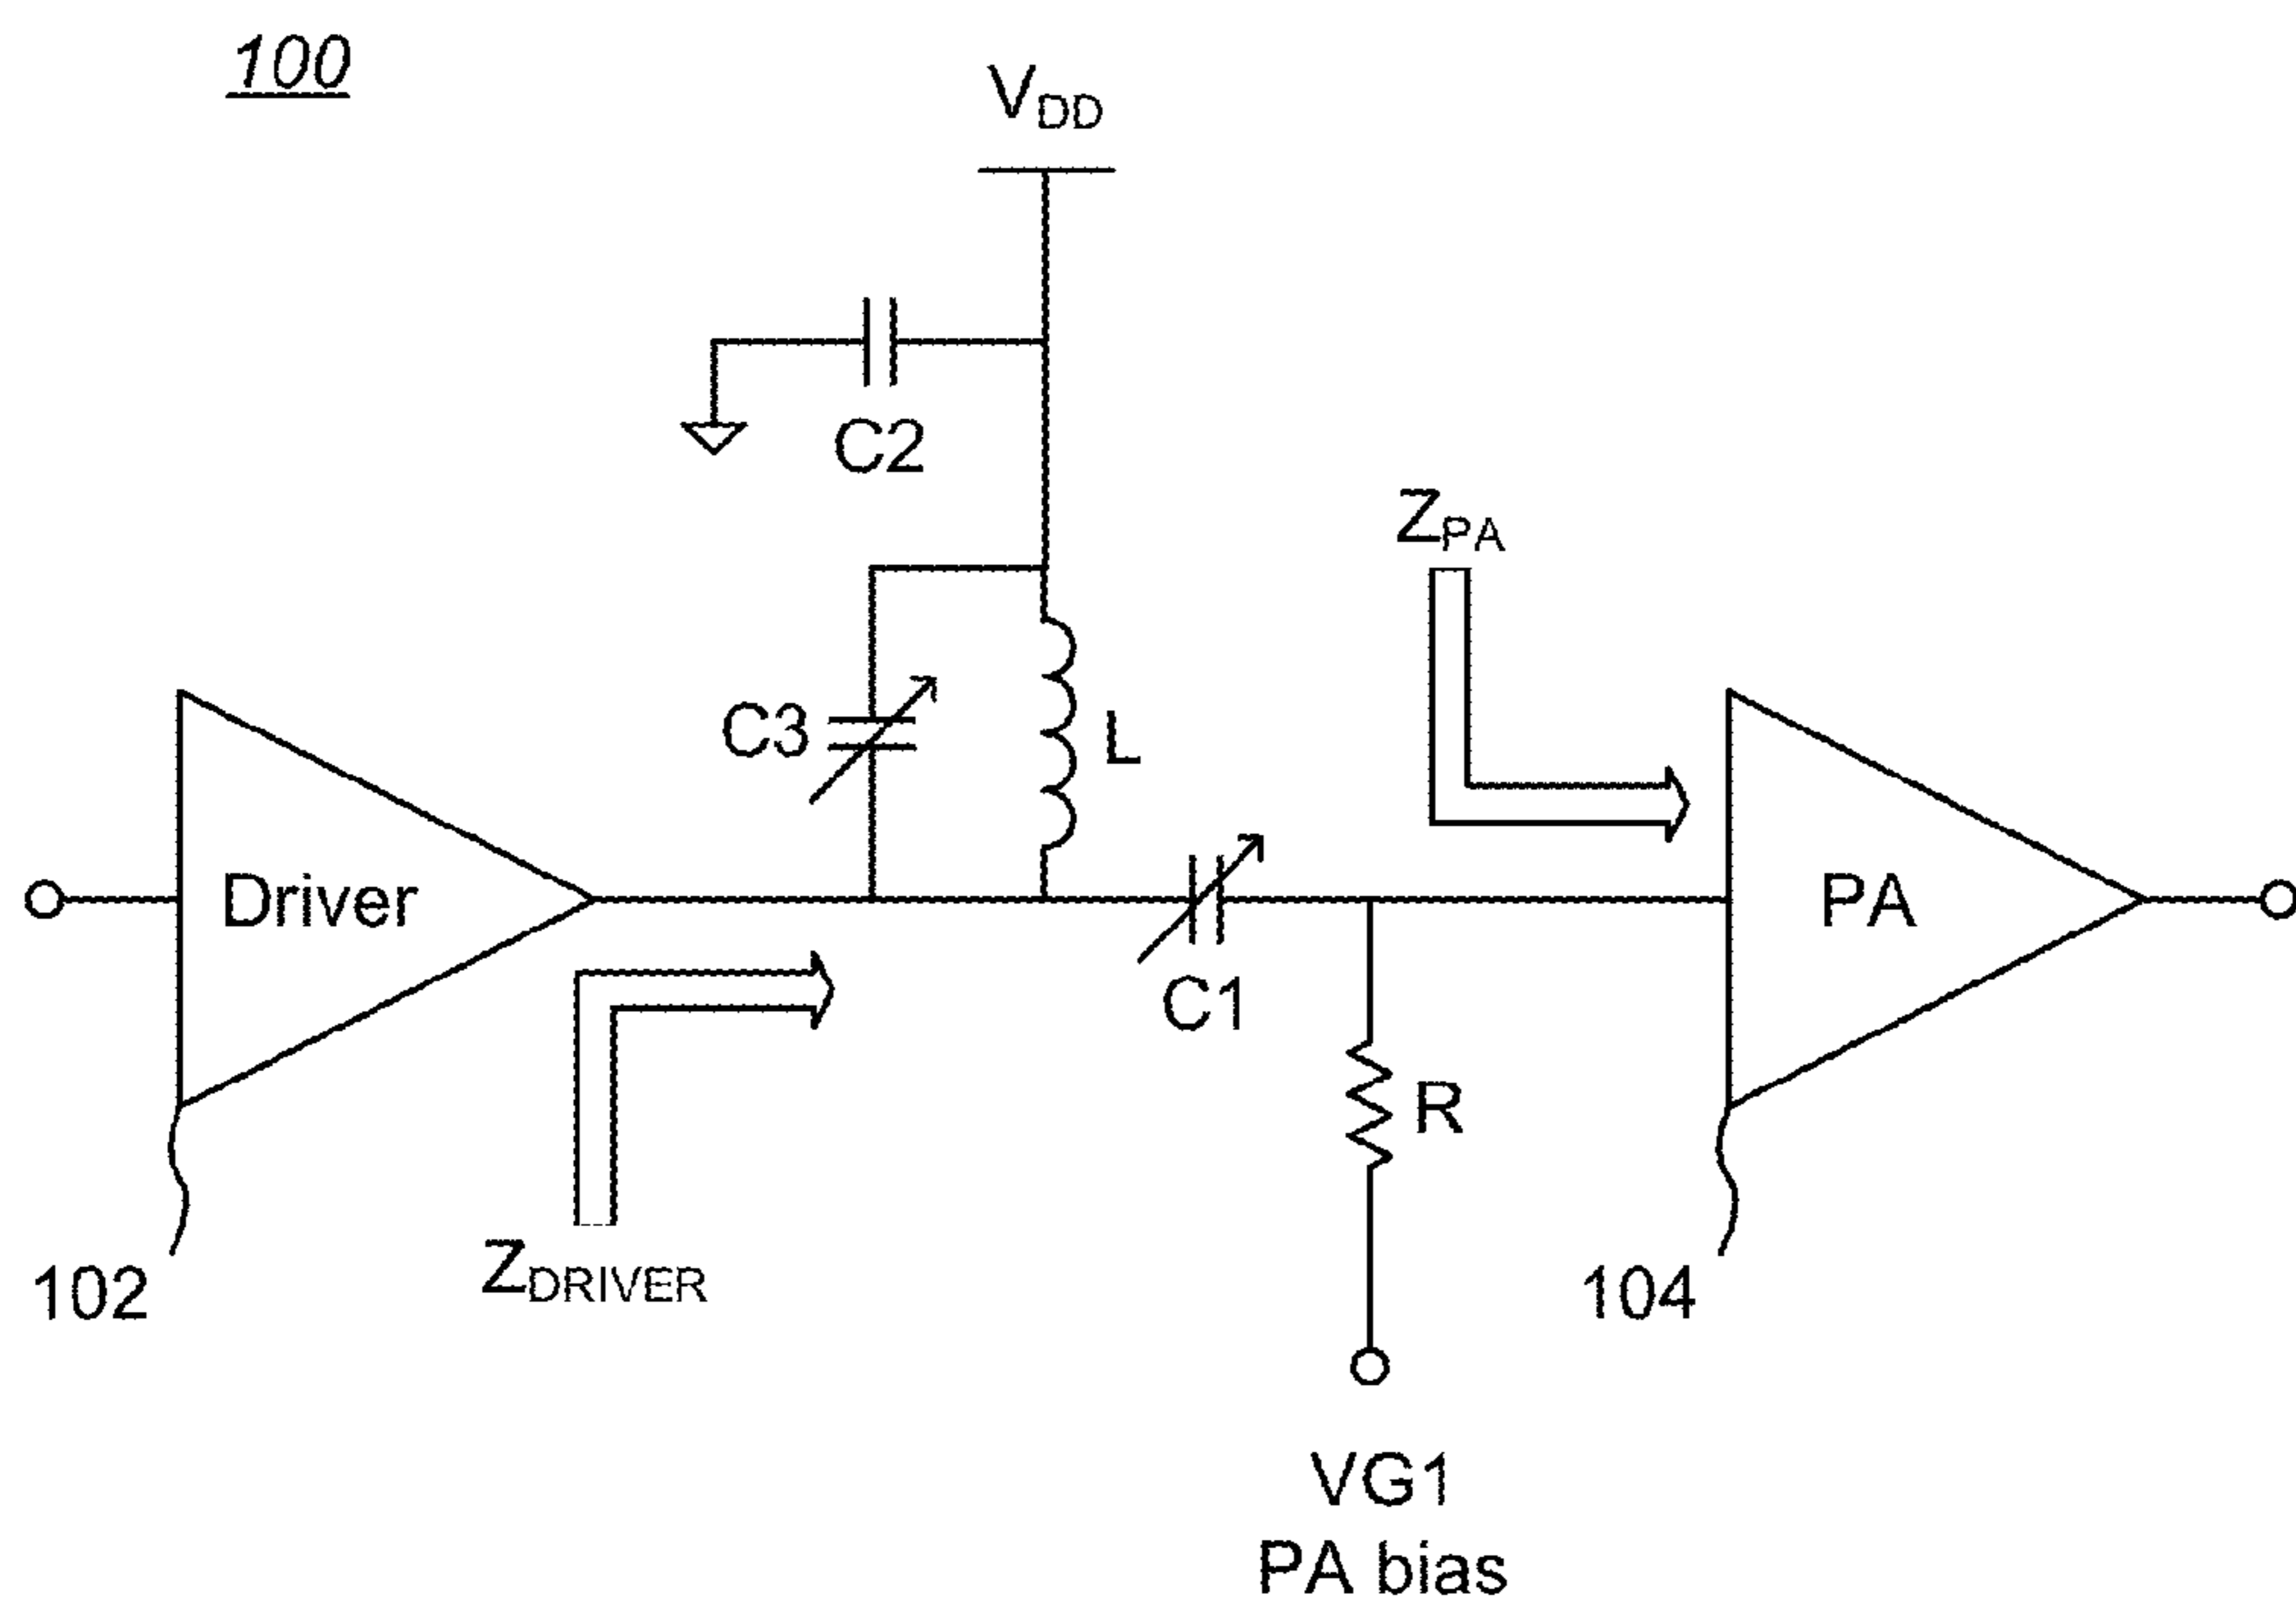 100
VDD
C2
ZPA
C3
L
Driver
PA
C1
R
ZDRIVER
102
104
VG1
PA bias